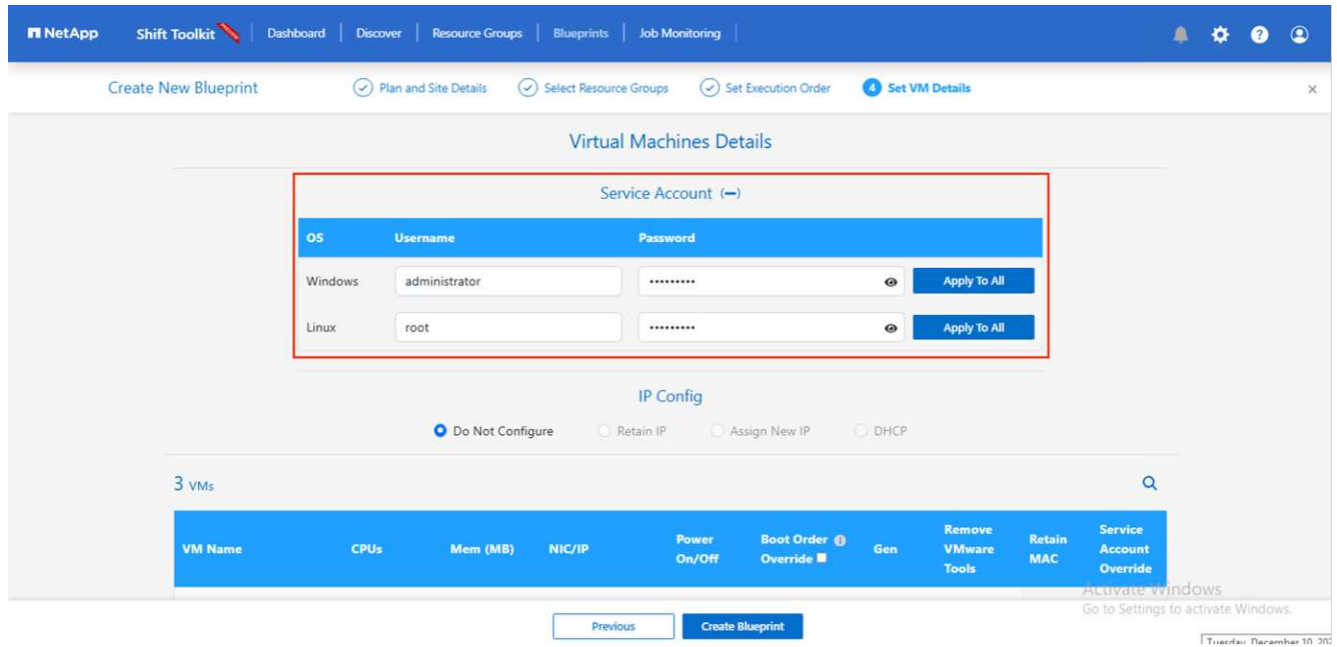 NetApp Shift Toolkit Dashboard Discover Resource Groups Blueprints Job Monitoring
Create New Blueprint Plan and Site Details Select Resource Groups Set Execution Order 4 Set VM Details ×
Virtual Machines Details
Service Account (−)
OS Username Password
Windows administrator ••••••••• Apply To All
Linux root ••••••••• Apply To All
IP Config
Do Not Configure Retain IP Assign New IP DHCP
3 VMs
VM Name CPUs Mem (MB) NIC/IP Power On/Off Boot Order Override Gen Remove VMware Tools Retain MAC Service Account Override
Activate Windows
Go to Settings to activate Windows.
Previous Create Blueprint
Tuesday, December 10,